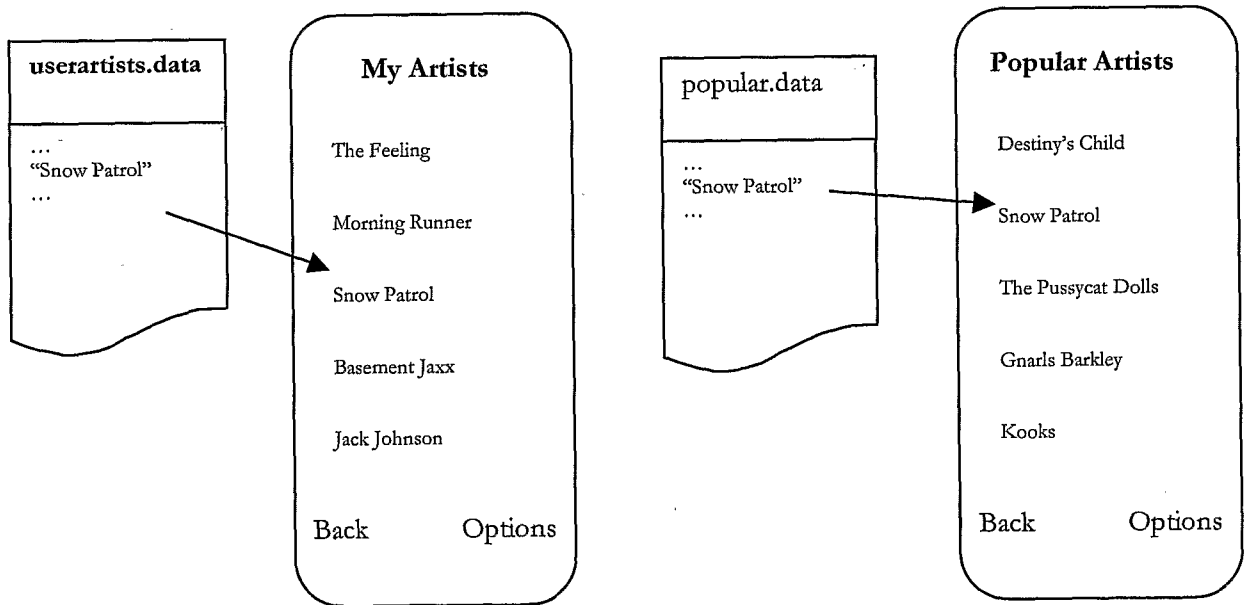 userartists.data
...
“Snow Patrol”
...
My Artists
The Feeling
Morning Runner
Snow Patrol
Basement Jaxx
Jack Johnson
Back Options
popular.data
...
“Snow Patrol”
...
Popular Artists
Destiny's Child
Snow Patrol
The Pussycat Dolls
Gnarls Barkley
Kooks
Back Options